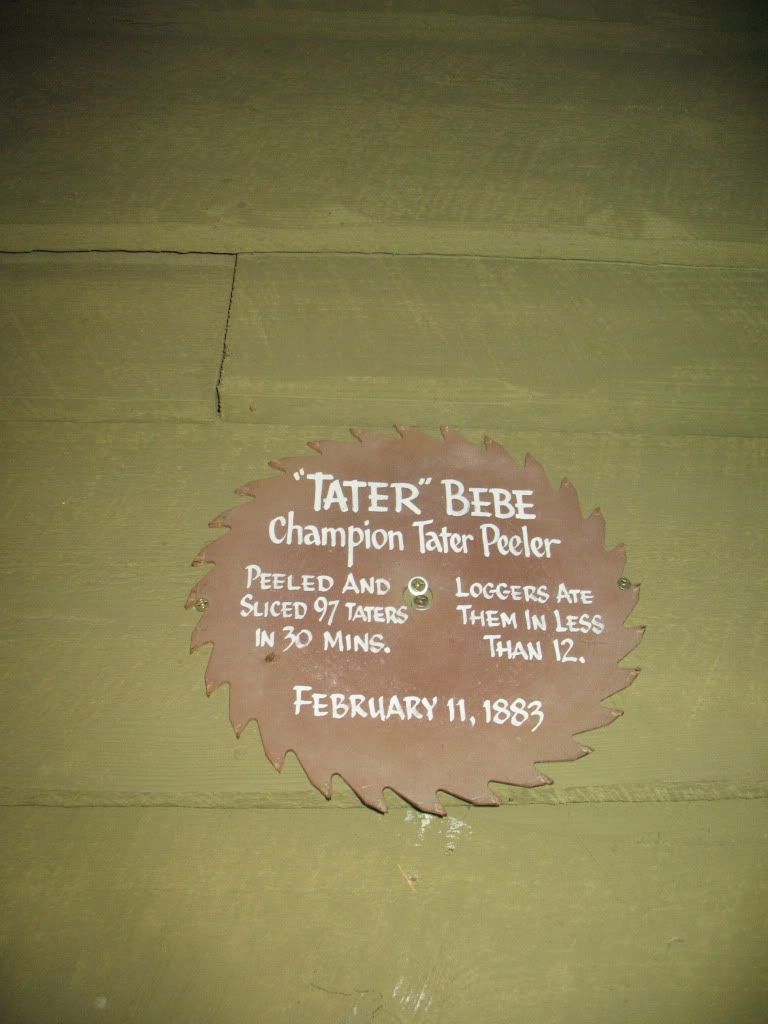 "TATER" BEBE
Champion Tater Peeler
PEELED AND
SLICED 97 TATERS
IN 30 MINS.
LOGGERS ATE
THEM IN LESS
THAN 12.
FEBRUARY 11, 1883